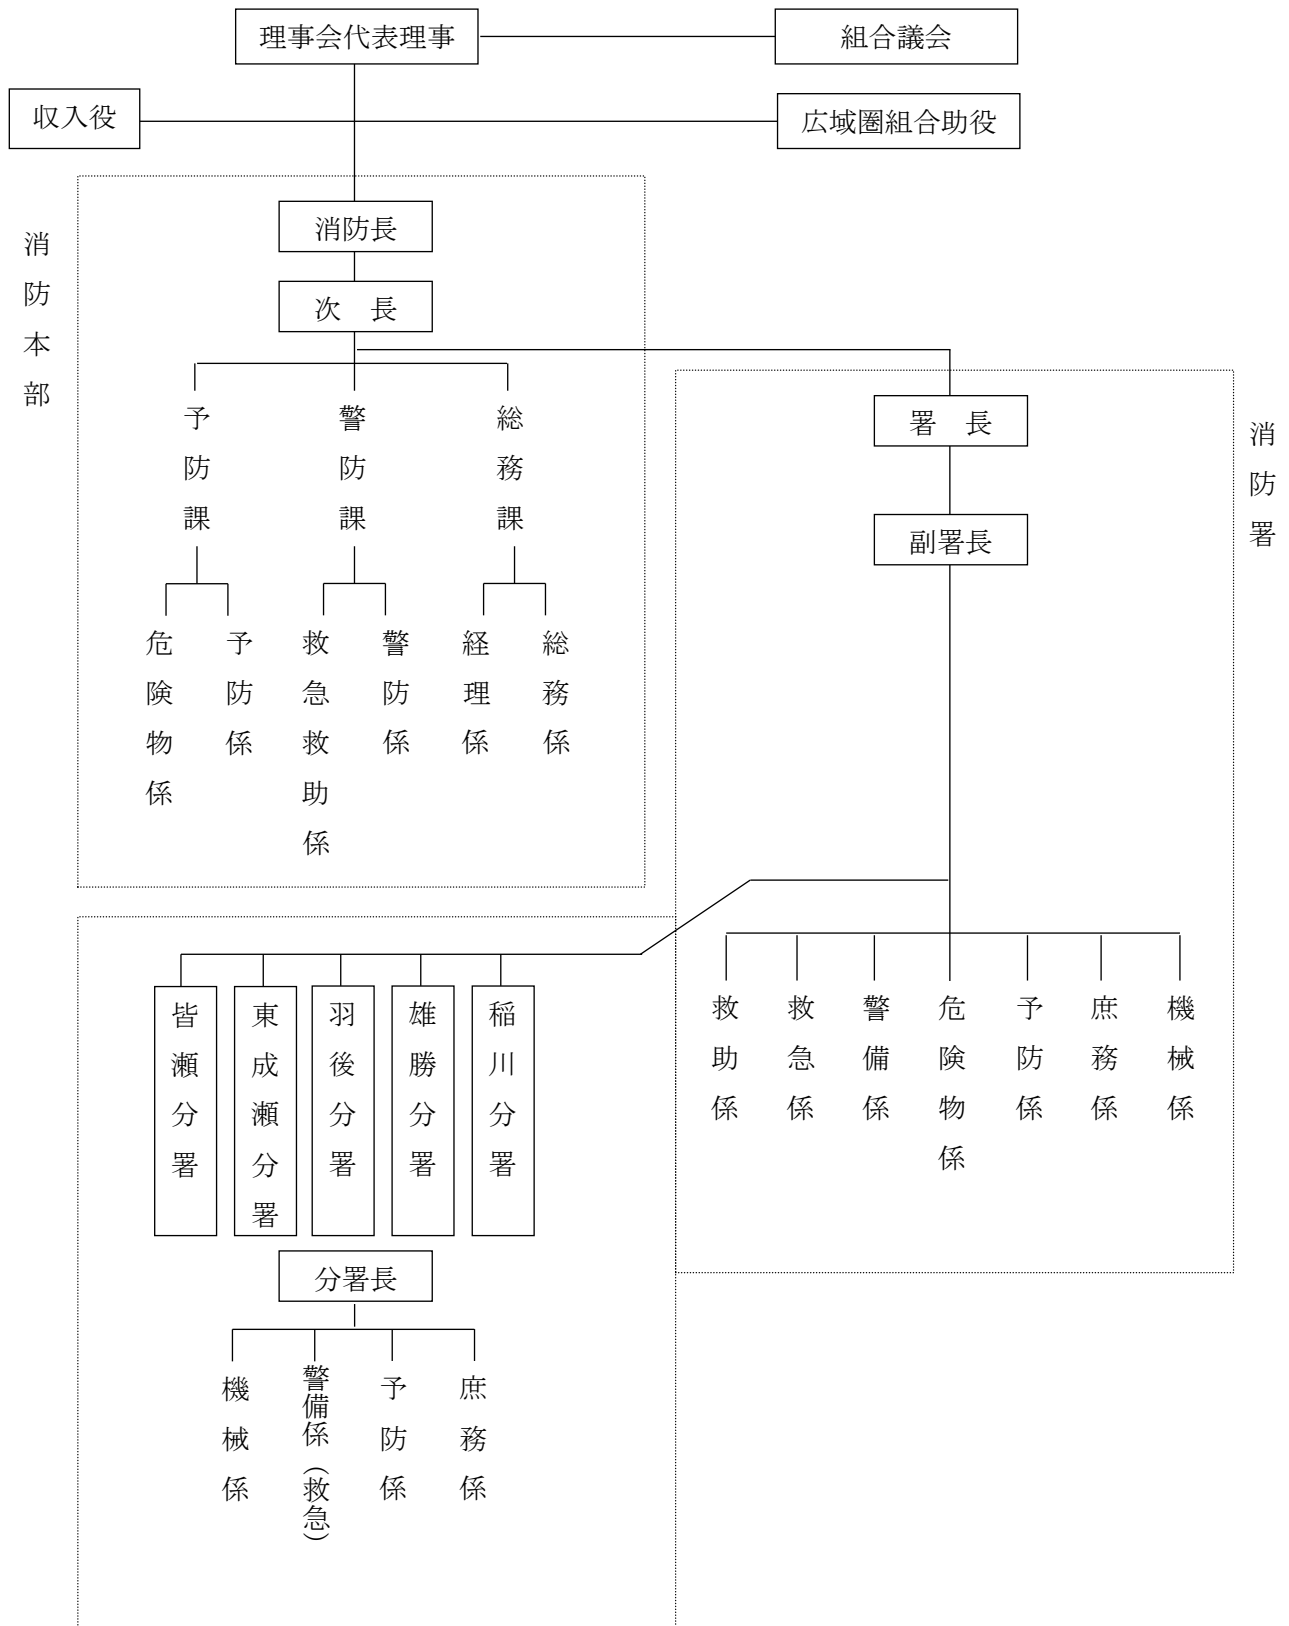 理事会代表理事
組合議会
収入役
広域圏組合助役
消防本部
消防長
次　長
予防課
警防課
総務課
危険物係
予防係
救急救助係
警防係
経理係
総務係
消防署
署　長
副署長
救助係
救急係
警備係
危険物係
予防係
庶務係
機械係
皆瀬分署
東成瀬分署
羽後分署
雄勝分署
稲川分署
分署長
機械係
警備係（救急）
予防係
庶務係